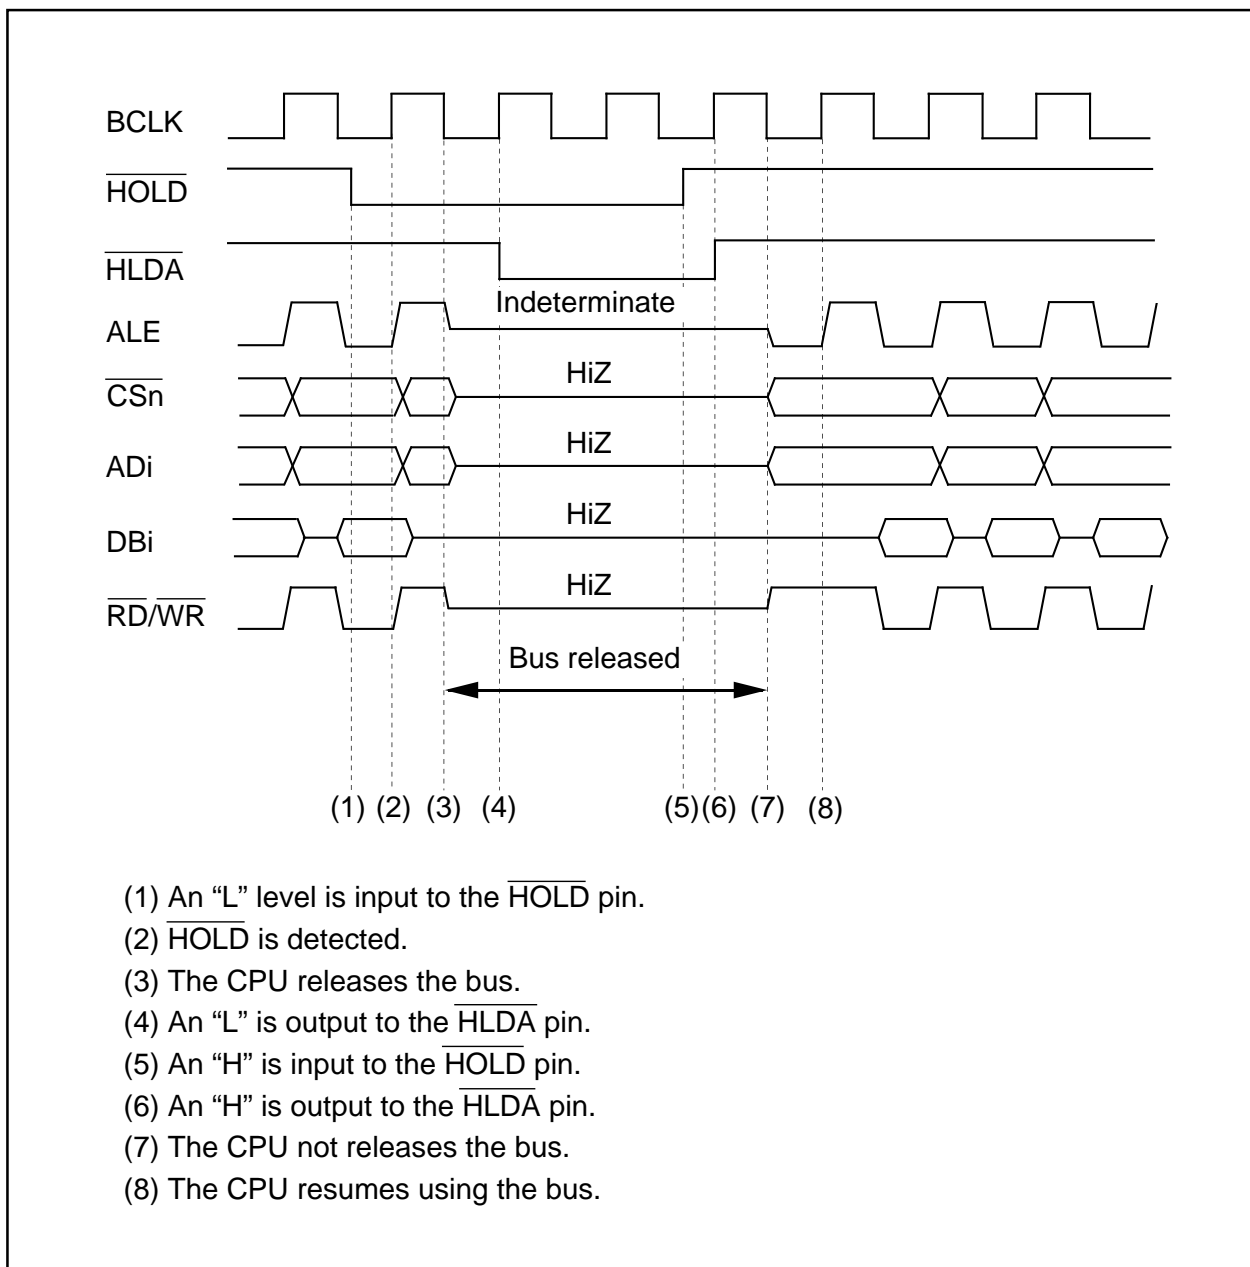 BCLK
HOLD
HLDA
Indeterminate
ALE
HiZ
CSn
HiZ
ADi
HiZ
DBi
HiZ
RD/WR
Bus released
(1) (2) (3) (4) (5)(6) (7) (8)
(1) An “L” level is input to the HOLD pin.
(2) HOLD is detected.
(3) The CPU releases the bus.
(4) An “L” is output to the HLDA pin.
(5) An “H” is input to the HOLD pin.
(6) An “H” is output to the HLDA pin.
(7) The CPU not releases the bus.
(8) The CPU resumes using the bus.